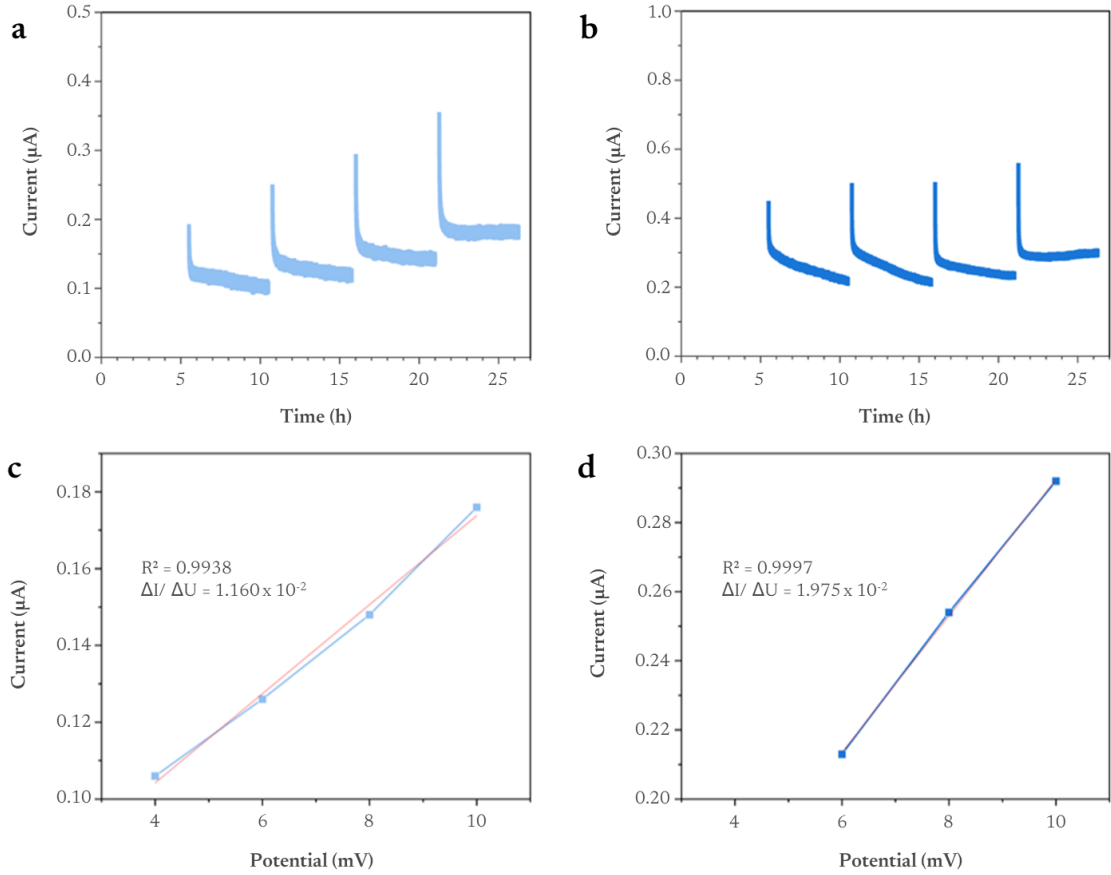 a
0.5
0.4
0.3
0.2
0.1
0.0
Current (µA)
0 5 10 15 20 25
Time (h)
b
1.0
0.8
0.6
0.4
0.2
0.0
Current (µA)
0 5 10 15 20 25
Time (h)
c
0.18
0.16
0.14
0.12
0.10
Current (µA)
R² = 0.9938
ΔI/ ΔU = 1.160 x 10⁻²
4 6 8 10
Potential (mV)
d
0.30
0.28
0.26
0.24
0.22
0.20
Current (µA)
R² = 0.9997
ΔI/ ΔU = 1.975 x 10⁻²
4 6 8 10
Potential (mV)